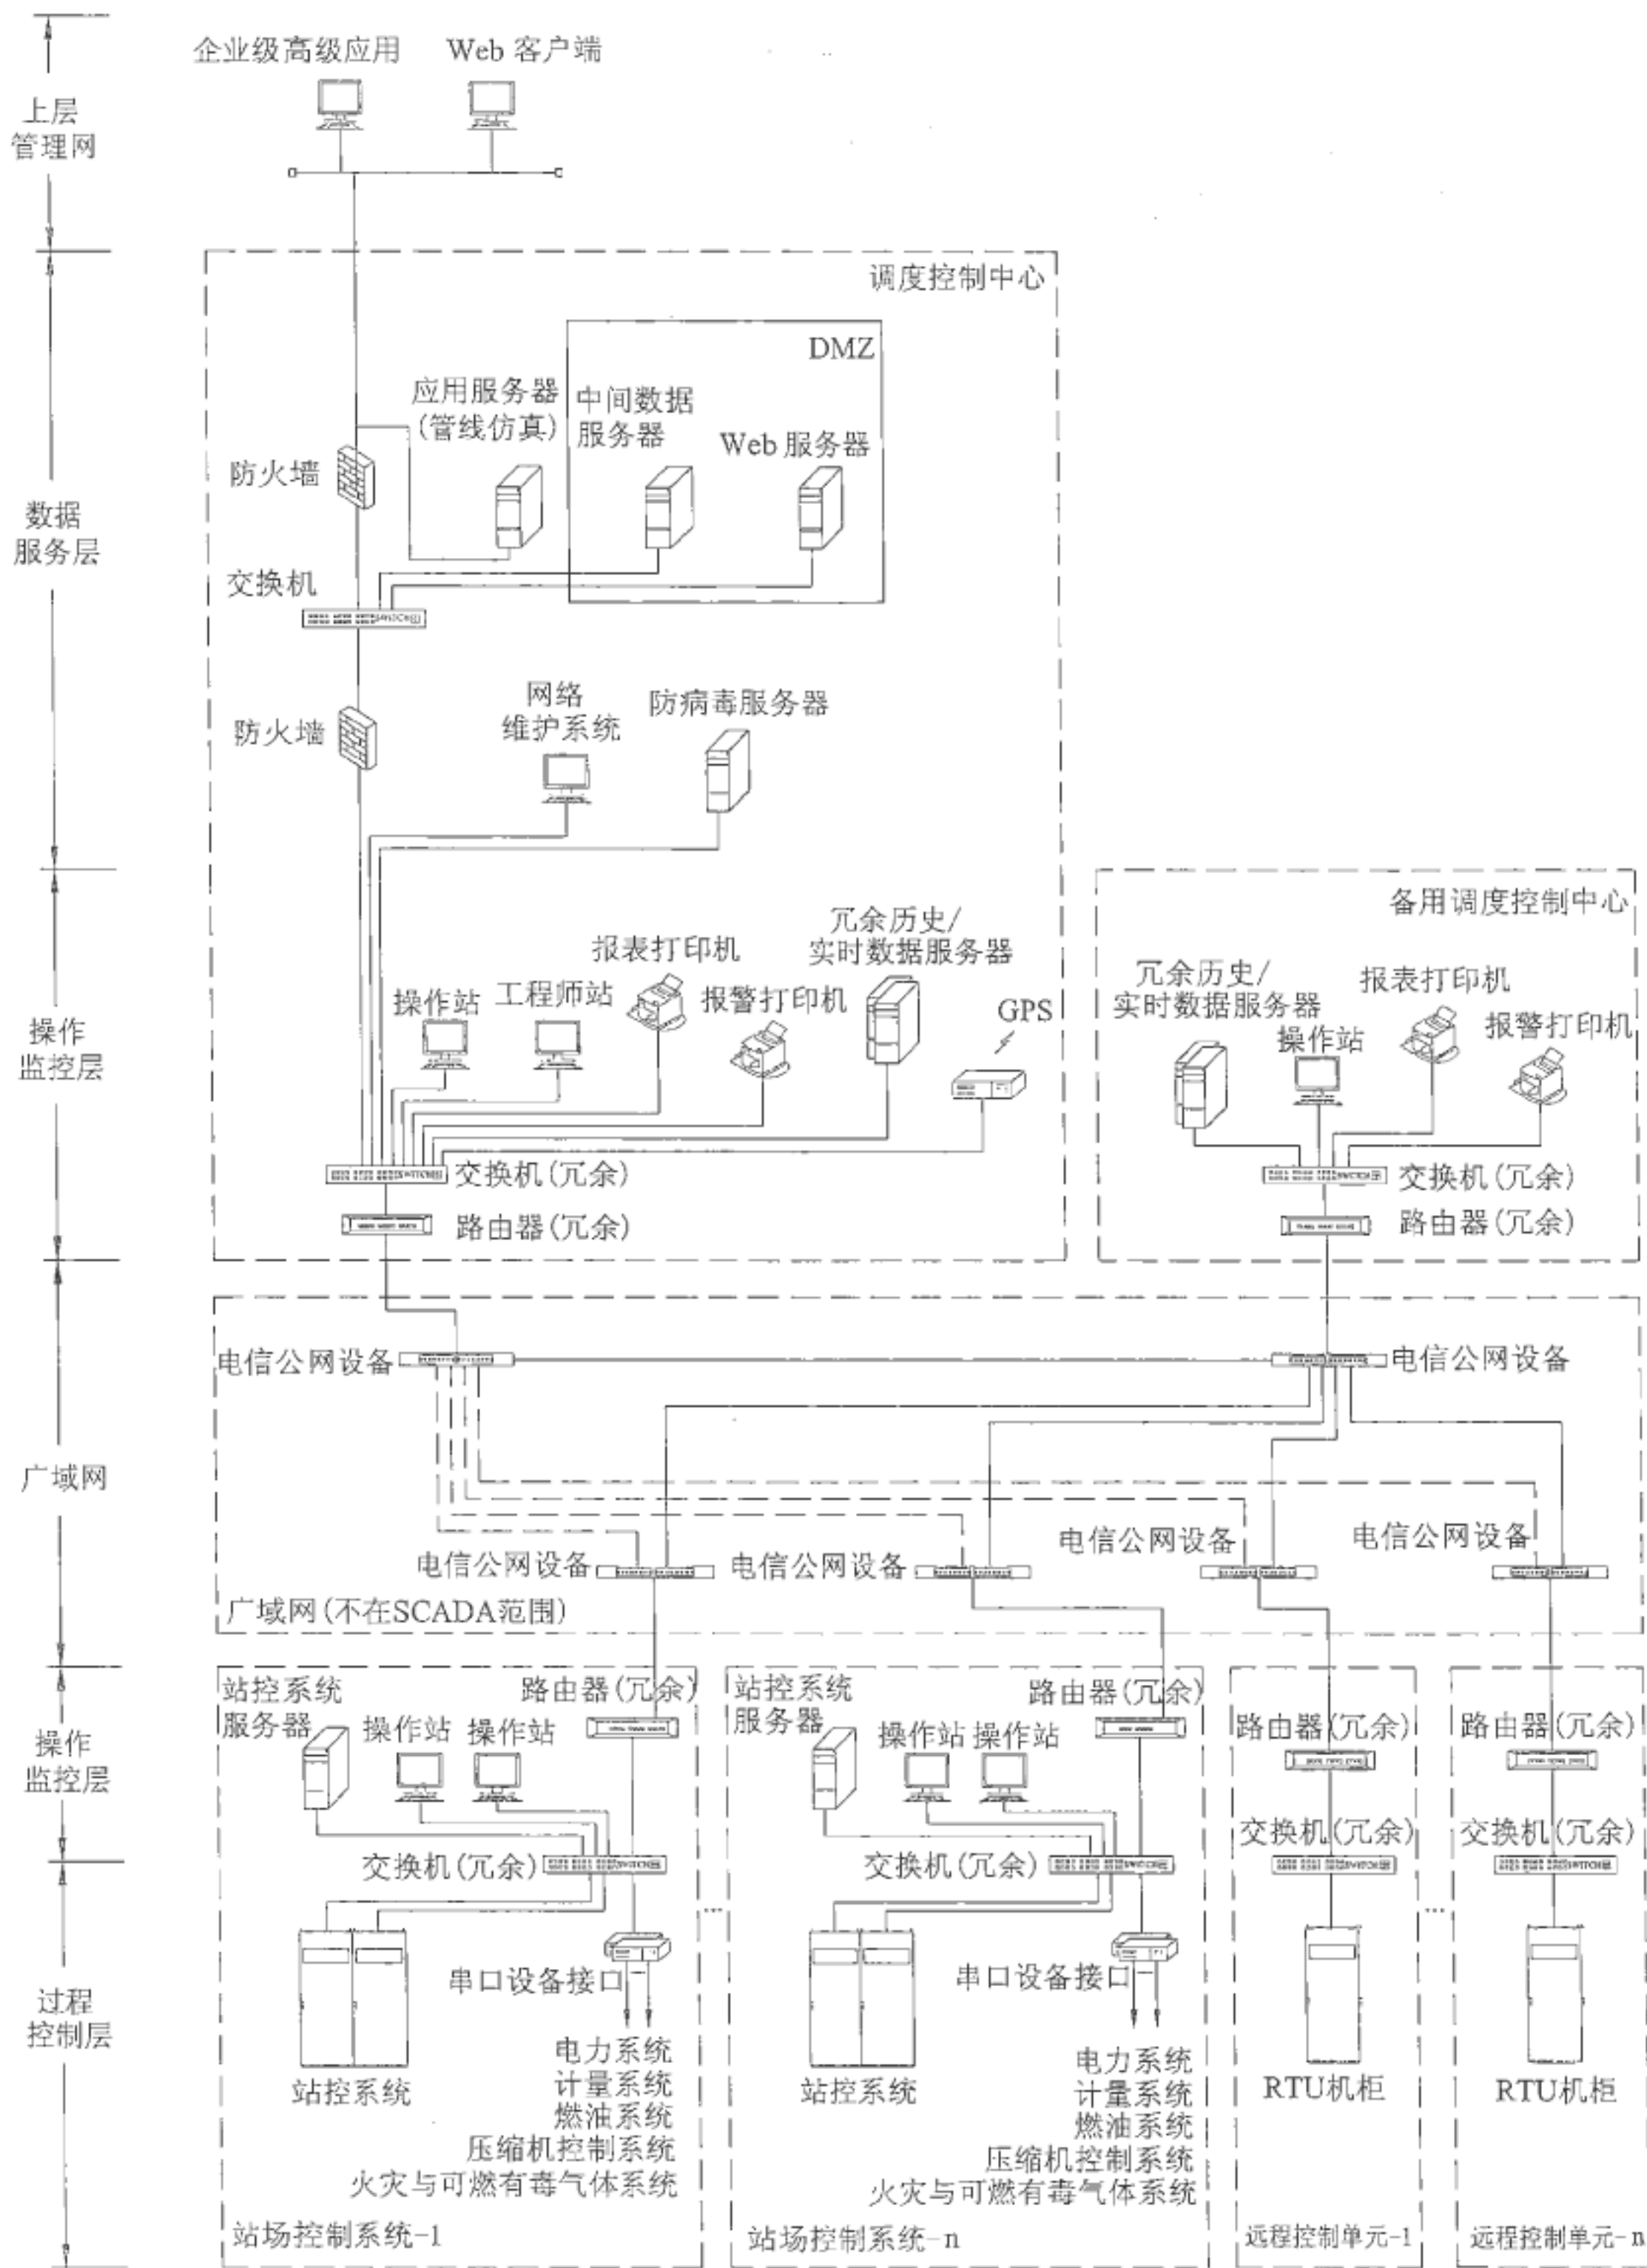 企业级高级应用
Web 客户端
上层
管理网
调度控制中心
DMZ
应用服务器
(管线仿真)
中间数据
服务器
Web 服务器
防火墙
数据
服务层
交换机
网络
维护系统
防病毒服务器
防火墙
备用调度控制中心
冗余历史/
实时数据服务器
报表打印机
操作站
工程师站
报警打印机
GPS
冗余历史/
实时数据服务器
报表打印机
操作站
报警打印机
操作
监控层
交换机(冗余)
路由器(冗余)
交换机(冗余)
路由器(冗余)
电信公网设备
电信公网设备
广域网
电信公网设备
电信公网设备
电信公网设备
电信公网设备
广域网(不在SCADA范围)
站控系统
服务器
操作站
操作站
路由器(冗余)
站控系统
服务器
操作站
操作站
路由器(冗余)
路由器(冗余)
路由器(冗余)
操作
监控层
交换机(冗余)
交换机(冗余)
交换机(冗余)
交换机(冗余)
...
...
过程
控制层
串口设备接口
站控系统
电力系统
计量系统
燃油系统
压缩机控制系统
火灾与可燃有毒气体系统
站场控制系统-1
串口设备接口
站控系统
电力系统
计量系统
燃油系统
压缩机控制系统
火灾与可燃有毒气体系统
站场控制系统-n
RTU机柜
远程控制单元-1
RTU机柜
远程控制单元-n